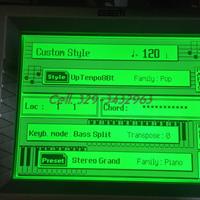 Custom Style
♩. 120
Style UpTempo8Bt Family: Pop
Cell. 329-3432963
Loc : 1 1 Chord:
Keyb. mode: Bass Split Transpose: 0
Preset Stereo Grand Family: Piano